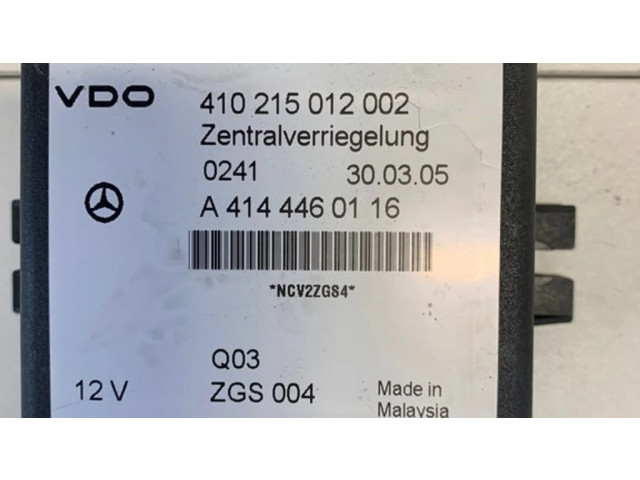 VDO 410 215 012 002
Zentralverriegelung
0241 30.03.05
A 414 446 01 16
*NCV2ZGS4*
Q03
12 V ZGS 004 Made in
Malaysia